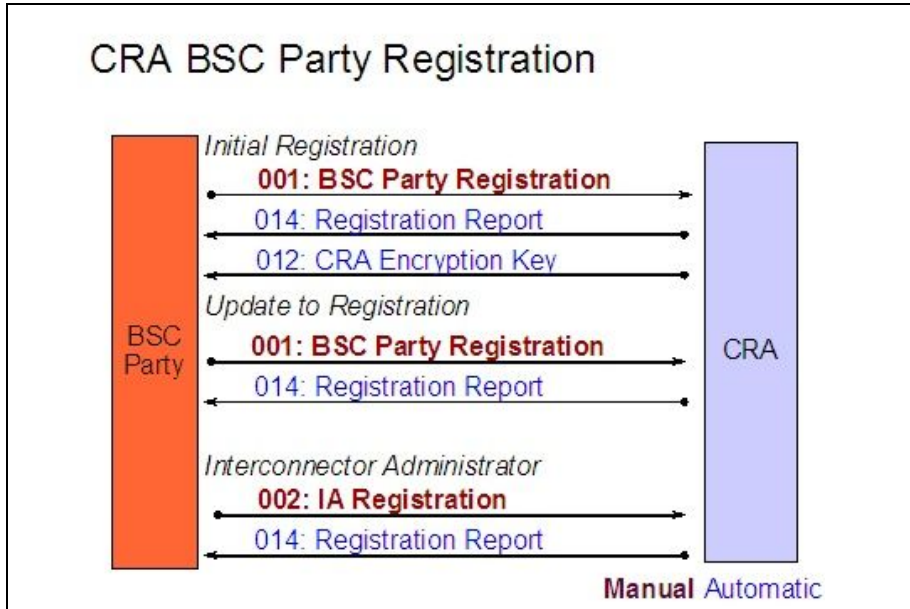 CRA BSC Party Registration
Initial Registration
001: BSC Party Registration
014: Registration Report
012: CRA Encryption Key
Update to Registration
BSC
Party
001: BSC Party Registration
CRA
014: Registration Report
Interconnector Administrator
002: IA Registration
014: Registration Report
Manual Automatic